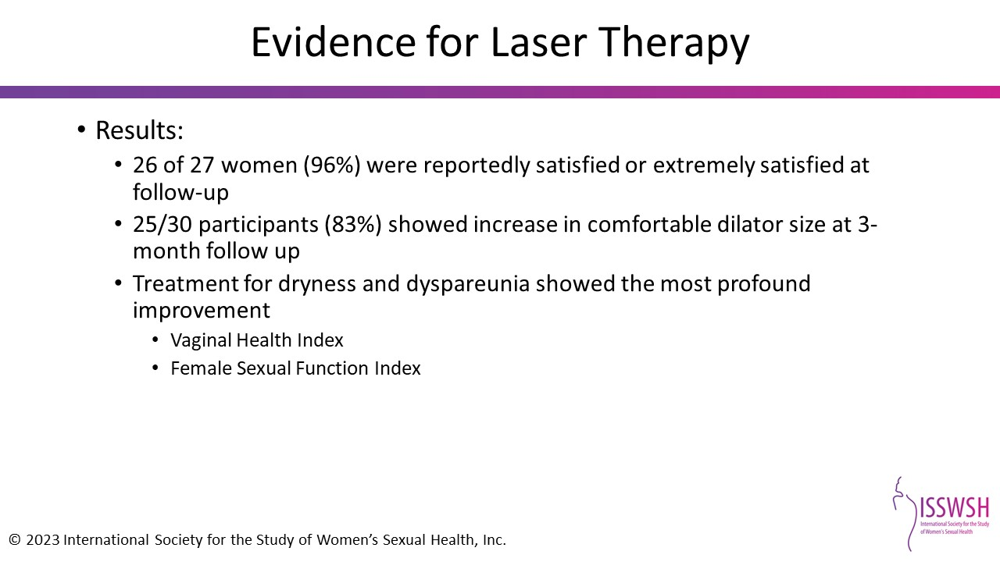 Evidence for Laser Therapy
• Results:
• 26 of 27 women (96%) were reportedly satisfied or extremely satisfied at
follow-up
• 25/30 participants (83%) showed increase in comfortable dilator size at 3-
month follow up
• Treatment for dryness and dyspareunia showed the most profound
improvement
• Vaginal Health Index
• Female Sexual Function Index
ISSWSH
International Society for the Study
of Women's Sexual Health
© 2023 International Society for the Study of Women’s Sexual Health, Inc.